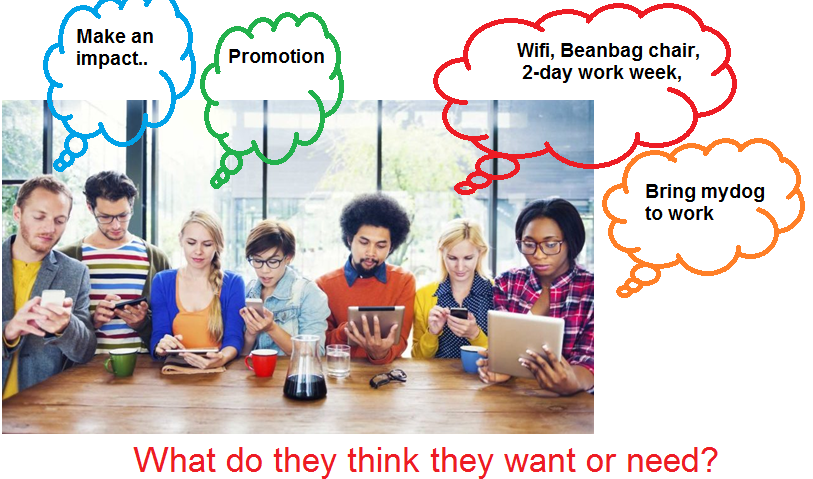 Make an
impact..
Promotion
Wifi, Beanbag chair,
2-day work week,
Bring mydog
to work
What do they think they want or need?